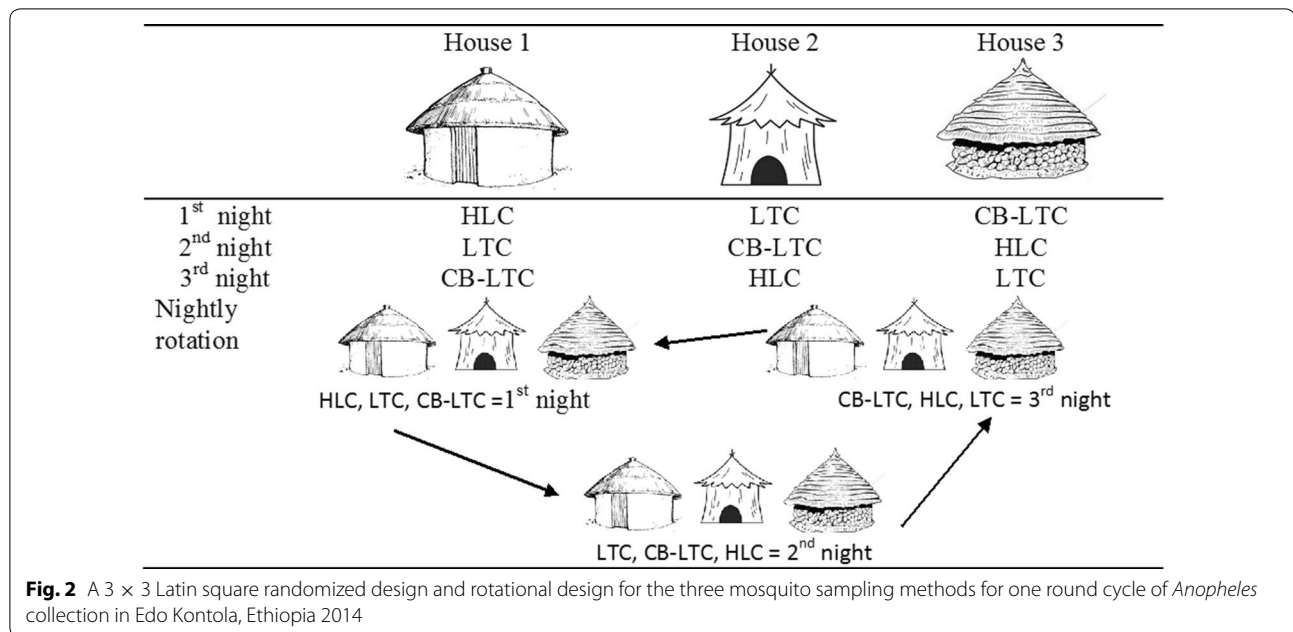 House 1 House 2 House 3
1st night HLC LTC CB-LTC
2nd night LTC CB-LTC HLC
3rd night CB-LTC HLC LTC
Nightly
rotation
HLC, LTC, CB-LTC =1st night
CB-LTC, HLC, LTC = 3rd night
LTC, CB-LTC, HLC = 2nd night
Fig. 2 A 3 × 3 Latin square randomized design and rotational design for the three mosquito sampling methods for one round cycle of Anopheles
collection in Edo Kontola, Ethiopia 2014